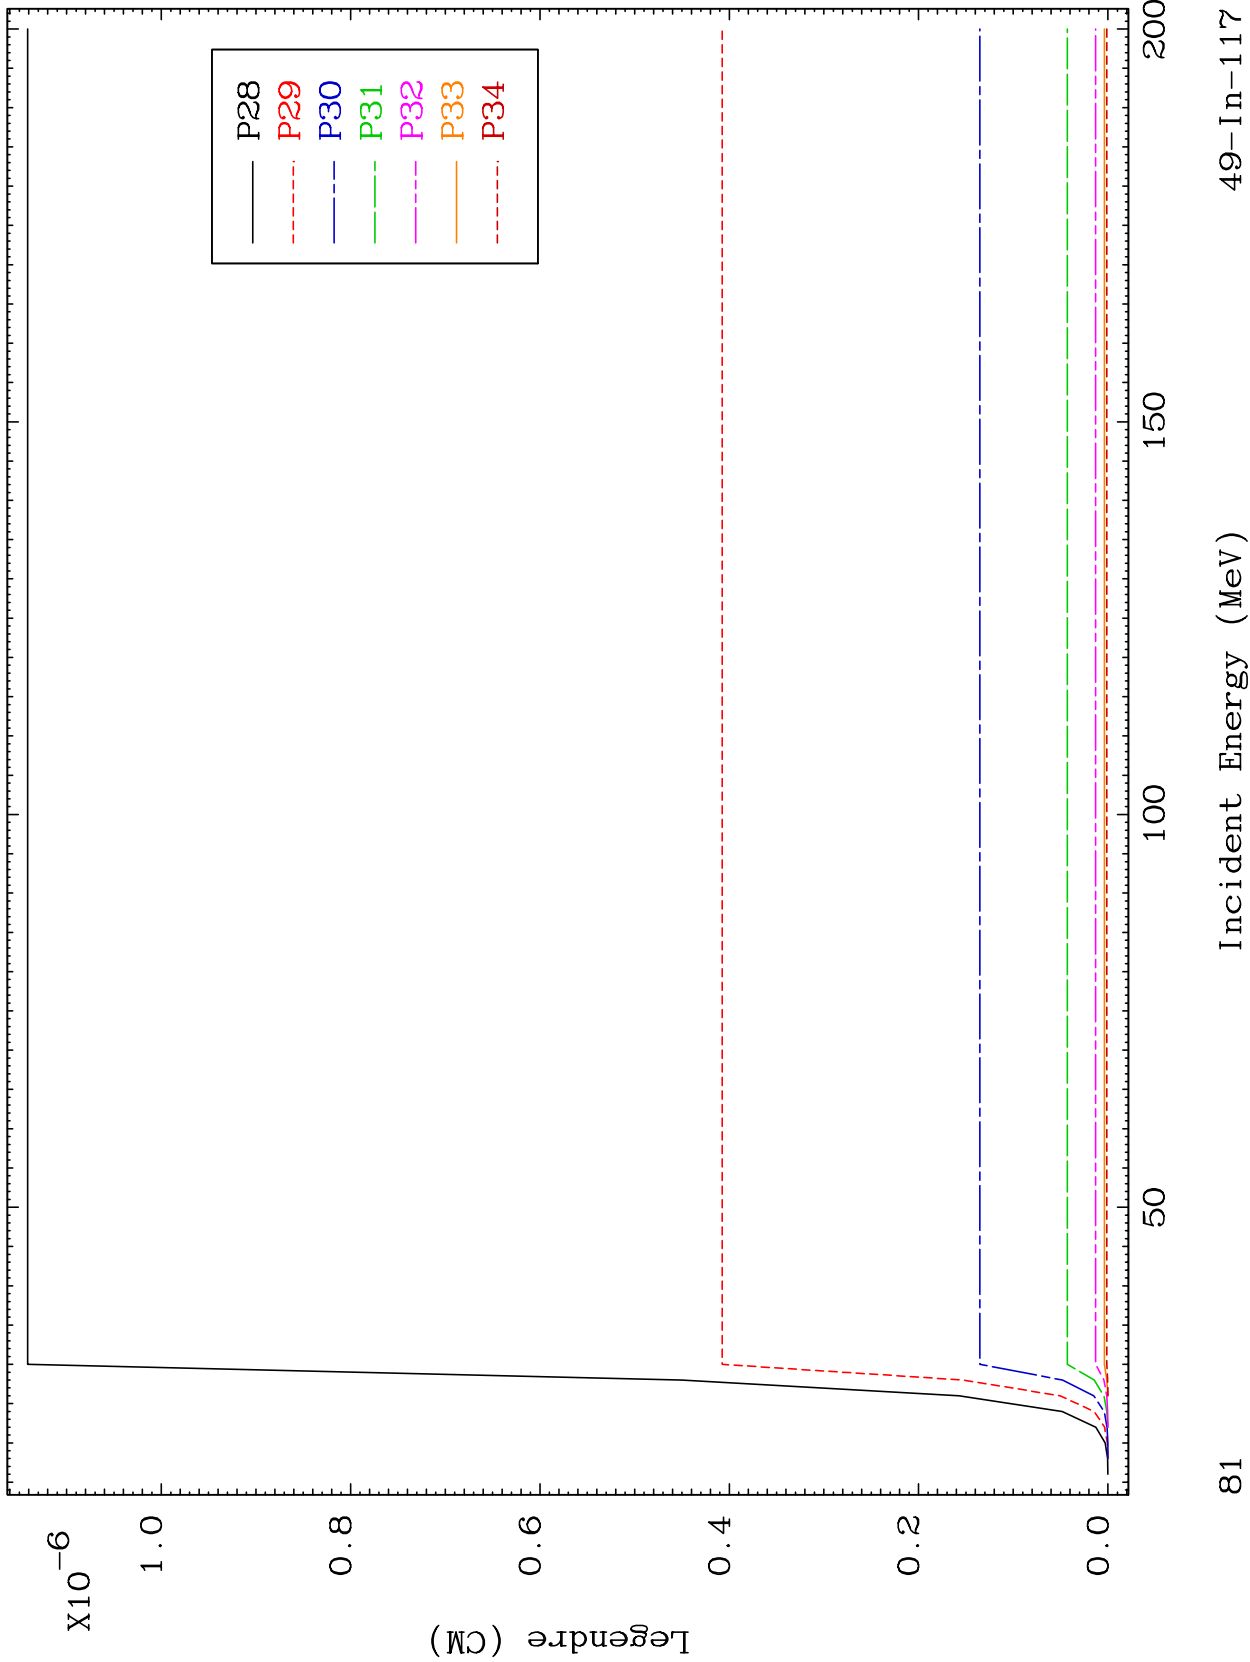 X10-6
1.0
0.8
0.6
0.4
0.2
0.0
Legendre (CM)
P28
P29
P30
P31
P32
P33
P34
50
100
150
200
81
Incident Energy (MeV)
49-In-117